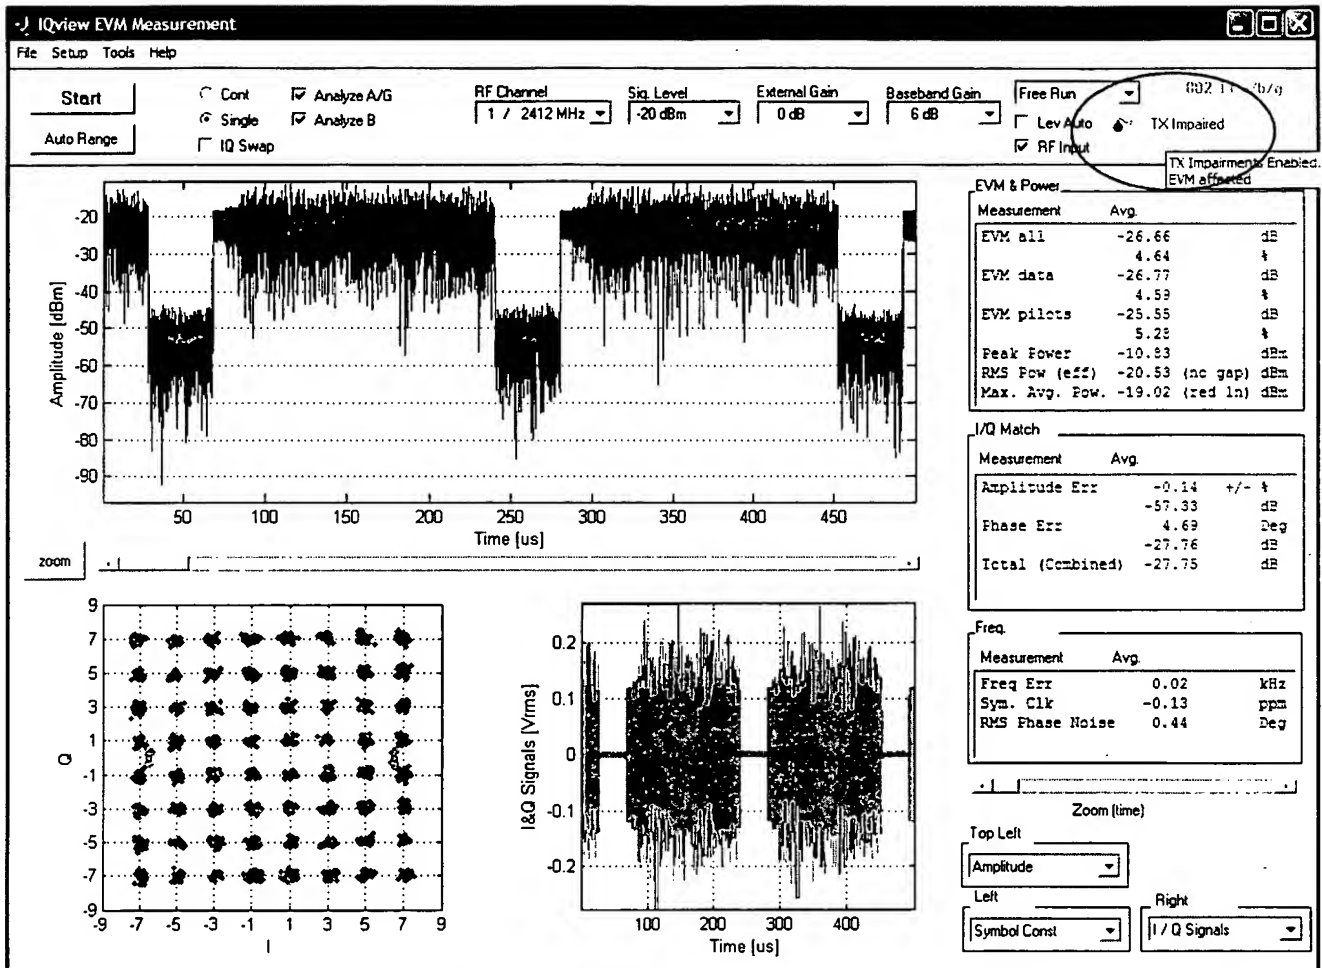 IQview EVM Measurement
File Setup Tools Help
Start
Auto Range
Cont
Single
IQ Swap
Analyze A/G
Analyze B
RF Channel
1 / 2412 MHz
Sig. Level
-20 dBm
External Gain
0 dB
Baseband Gain
6 dB
Free Run
Lev Auto
RF Input
TX Impaired
TX Impairments Enabled.
EVM affected
-20
-30
-40
-50
-60
-70
-80
-90
Amplitude [dBm]
50 100 150 200 250 300 350 400 450
Time [us]
zoom
EVM & Power
Measurement Avg.
EVM all -26.66 dB
4.64 %
EVM data -26.77 dB
4.59 %
EVM pilots -25.55 dB
5.28 %
Peak Power -10.83 dBm
RMS Pow (eff) -20.53 (no gap) dBm
Max. Avg. Pow. -19.02 (red ln) dBm
I/Q Match
Measurement Avg.
Amplitude Err -0.14 +/- %
-57.33 dB
Phase Err 4.69 Deg
-27.76 dB
Total (Combined) -27.75 dB
Freq.
Measurement Avg.
Freq Err 0.02 kHz
Sym. Clk -0.13 ppm
RMS Phase Noise 0.44 Deg
Zoom (time)
Top Left
Amplitude
Left
Symbol Const
Right
I / Q Signals
9
7
5
3
1
-1
-3
-5
-7
-9
Q
-9 -7 -5 -3 -1 1 3 5 7 9
I
0.2
0.1
0
-0.1
-0.2
I&Q Signals [Vrms]
100 200 300 400
Time [us]